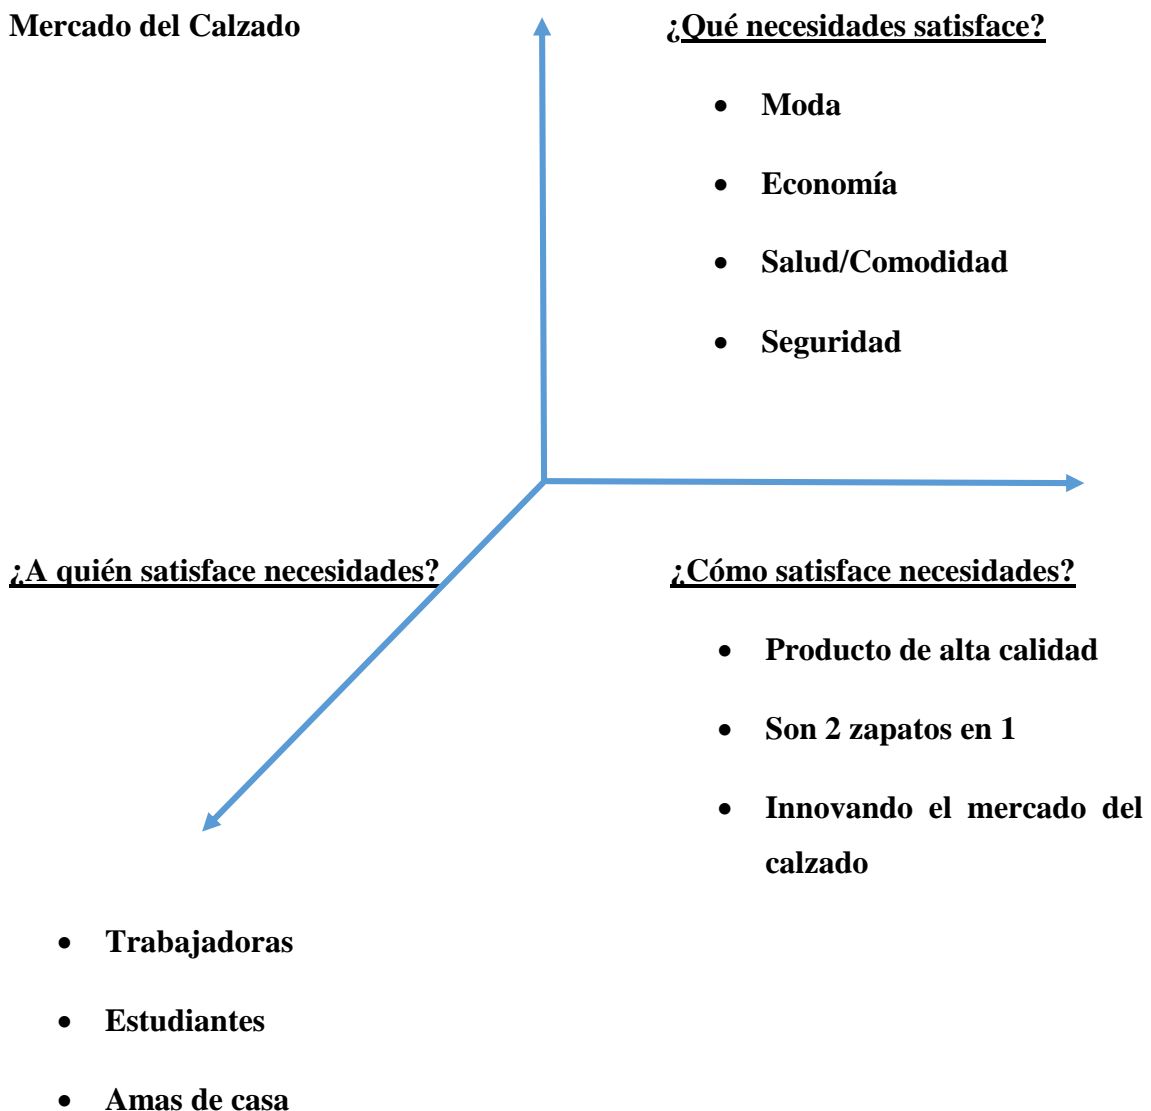 Mercado del Calzado
¿Qué necesidades satisface?
• Moda
• Economía
• Salud/Comodidad
• Seguridad
¿A quién satisface necesidades?
¿Cómo satisface necesidades?
• Producto de alta calidad
• Son 2 zapatos en 1
• Innovando el mercado del
calzado
• Trabajadoras
• Estudiantes
• Amas de casa